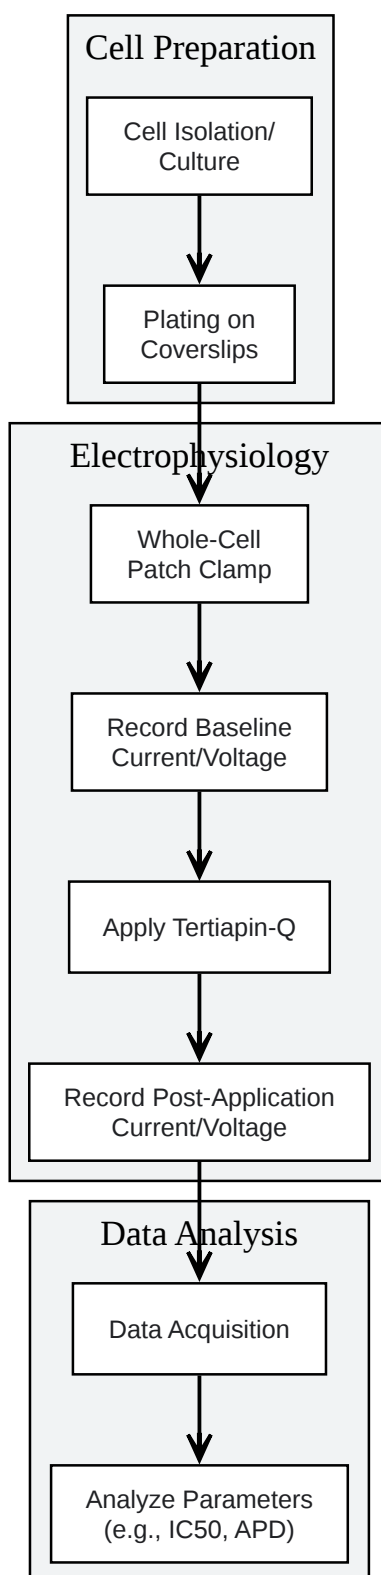 Cell Preparation
Cell Isolation/
Culture
Plating on
Coverslips
Electrophysiology
Whole-Cell
Patch Clamp
Record Baseline
Current/Voltage
Apply Tertiapin-Q
Record Post-Application
Current/Voltage
Data Analysis
Data Acquisition
Analyze Parameters
(e.g., IC50, APD)